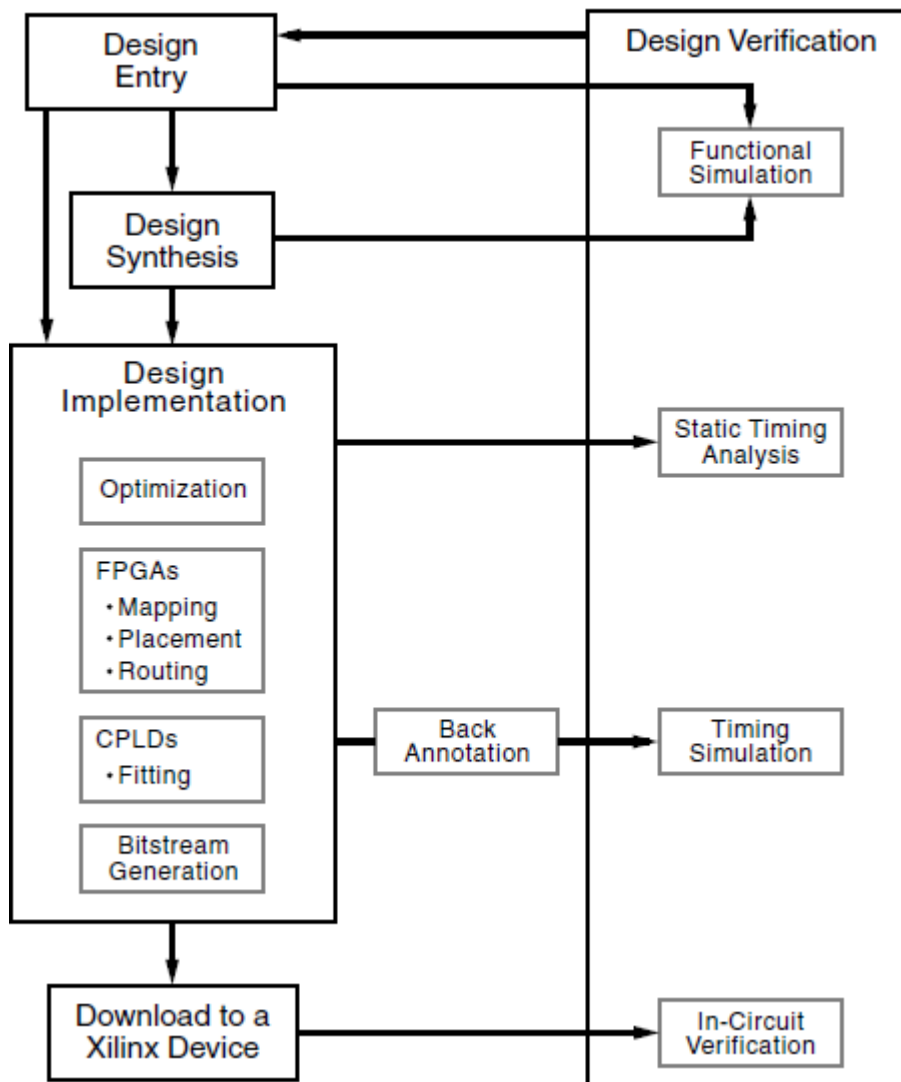 Design
Entry
Design Verification
Functional
Simulation
Design
Synthesis
Design
Implementation
Static Timing
Analysis
Optimization
FPGAs
· Mapping
· Placement
· Routing
Back
Annotation
Timing
Simulation
CPLDs
· Fitting
Bitstream
Generation
Download to a
Xilinx Device
In-Circuit
Verification